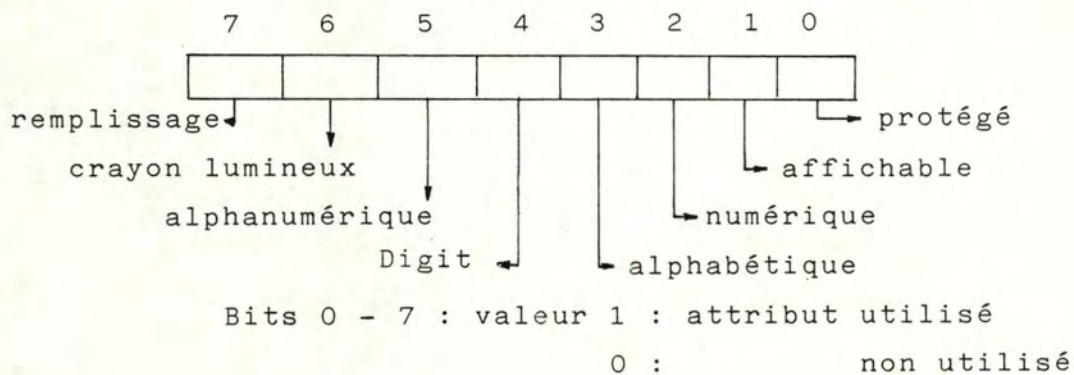 7 6 5 4 3 2 1 0
remplissage protégé
crayon lumineux affichable
alphanumérique numérique
Digit alphabétique
Bits 0 - 7 : valeur 1 : attribut utilisé
0 : non utilisé